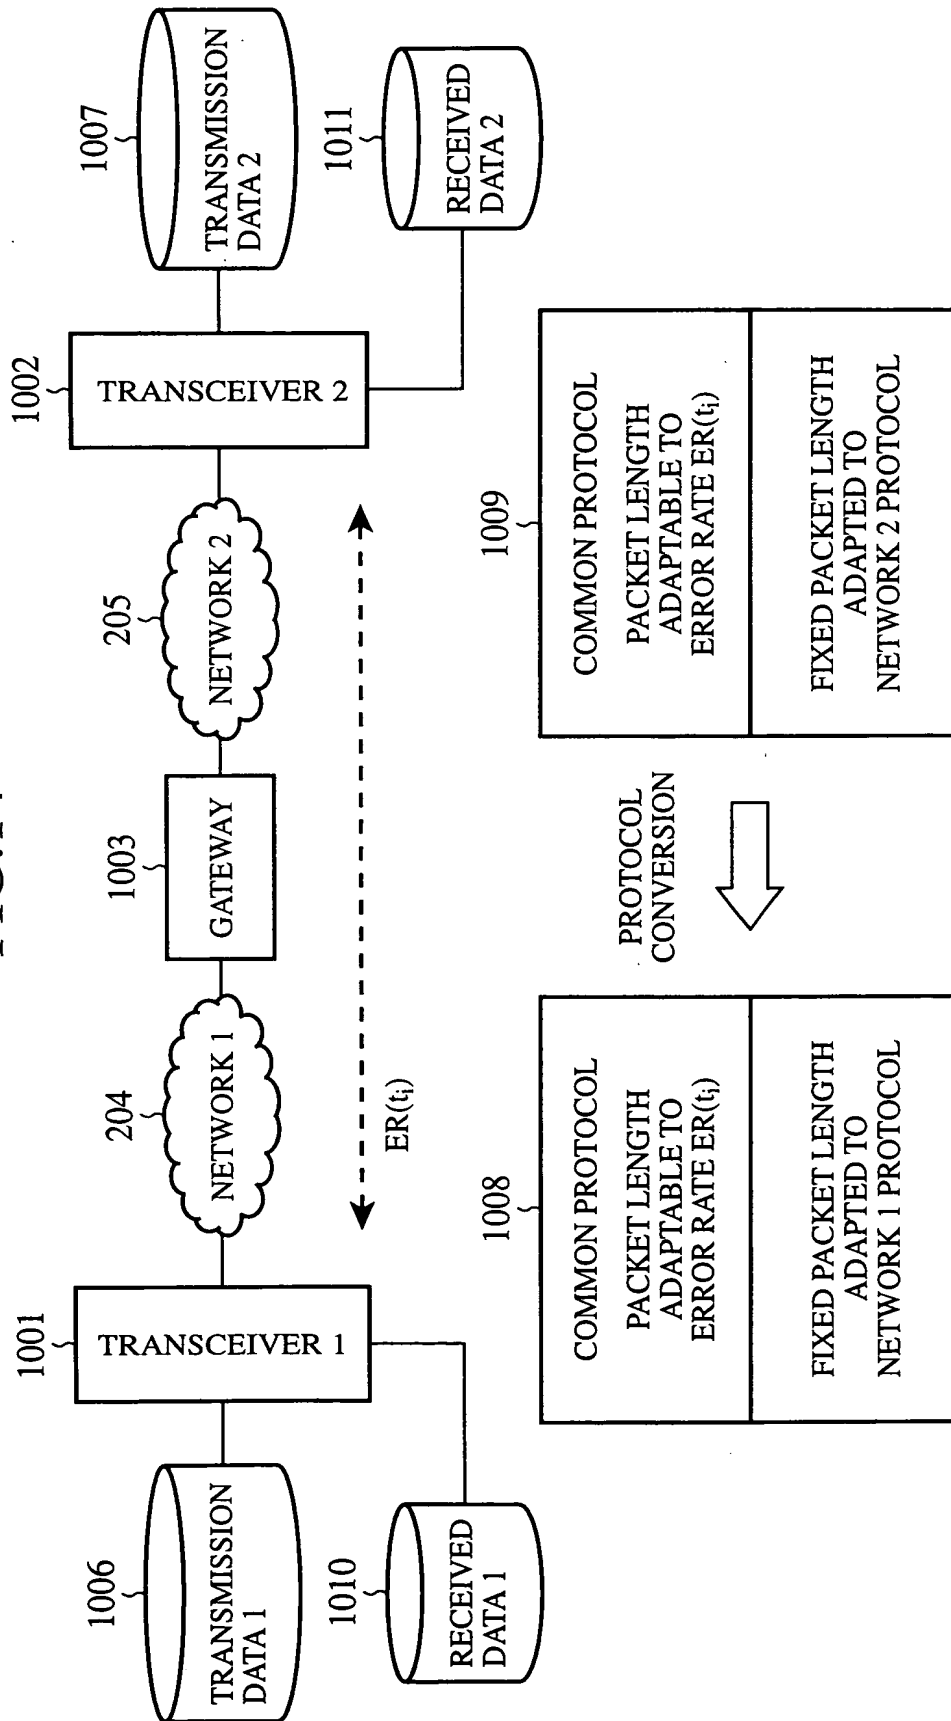 1006
TRANSMISSION
DATA 1
1010
RECEIVED
DATA 1
1001
TRANSCEIVER 1
204
NETWORK 1
1003
GATEWAY
205
NETWORK 2
1002
TRANSCEIVER 2
1007
TRANSMISSION
DATA 2
1011
RECEIVED
DATA 2
ER(ti)
1008
COMMON PROTOCOL
PACKET LENGTH
ADAPTABLE TO
ERROR RATE ER(ti)
FIXED PACKET LENGTH
ADAPTED TO
NETWORK 1 PROTOCOL
PROTOCOL
CONVERSION
1009
COMMON PROTOCOL
PACKET LENGTH
ADAPTABLE TO
ERROR RATE ER(ti)
FIXED PACKET LENGTH
ADAPTED TO
NETWORK 2 PROTOCOL